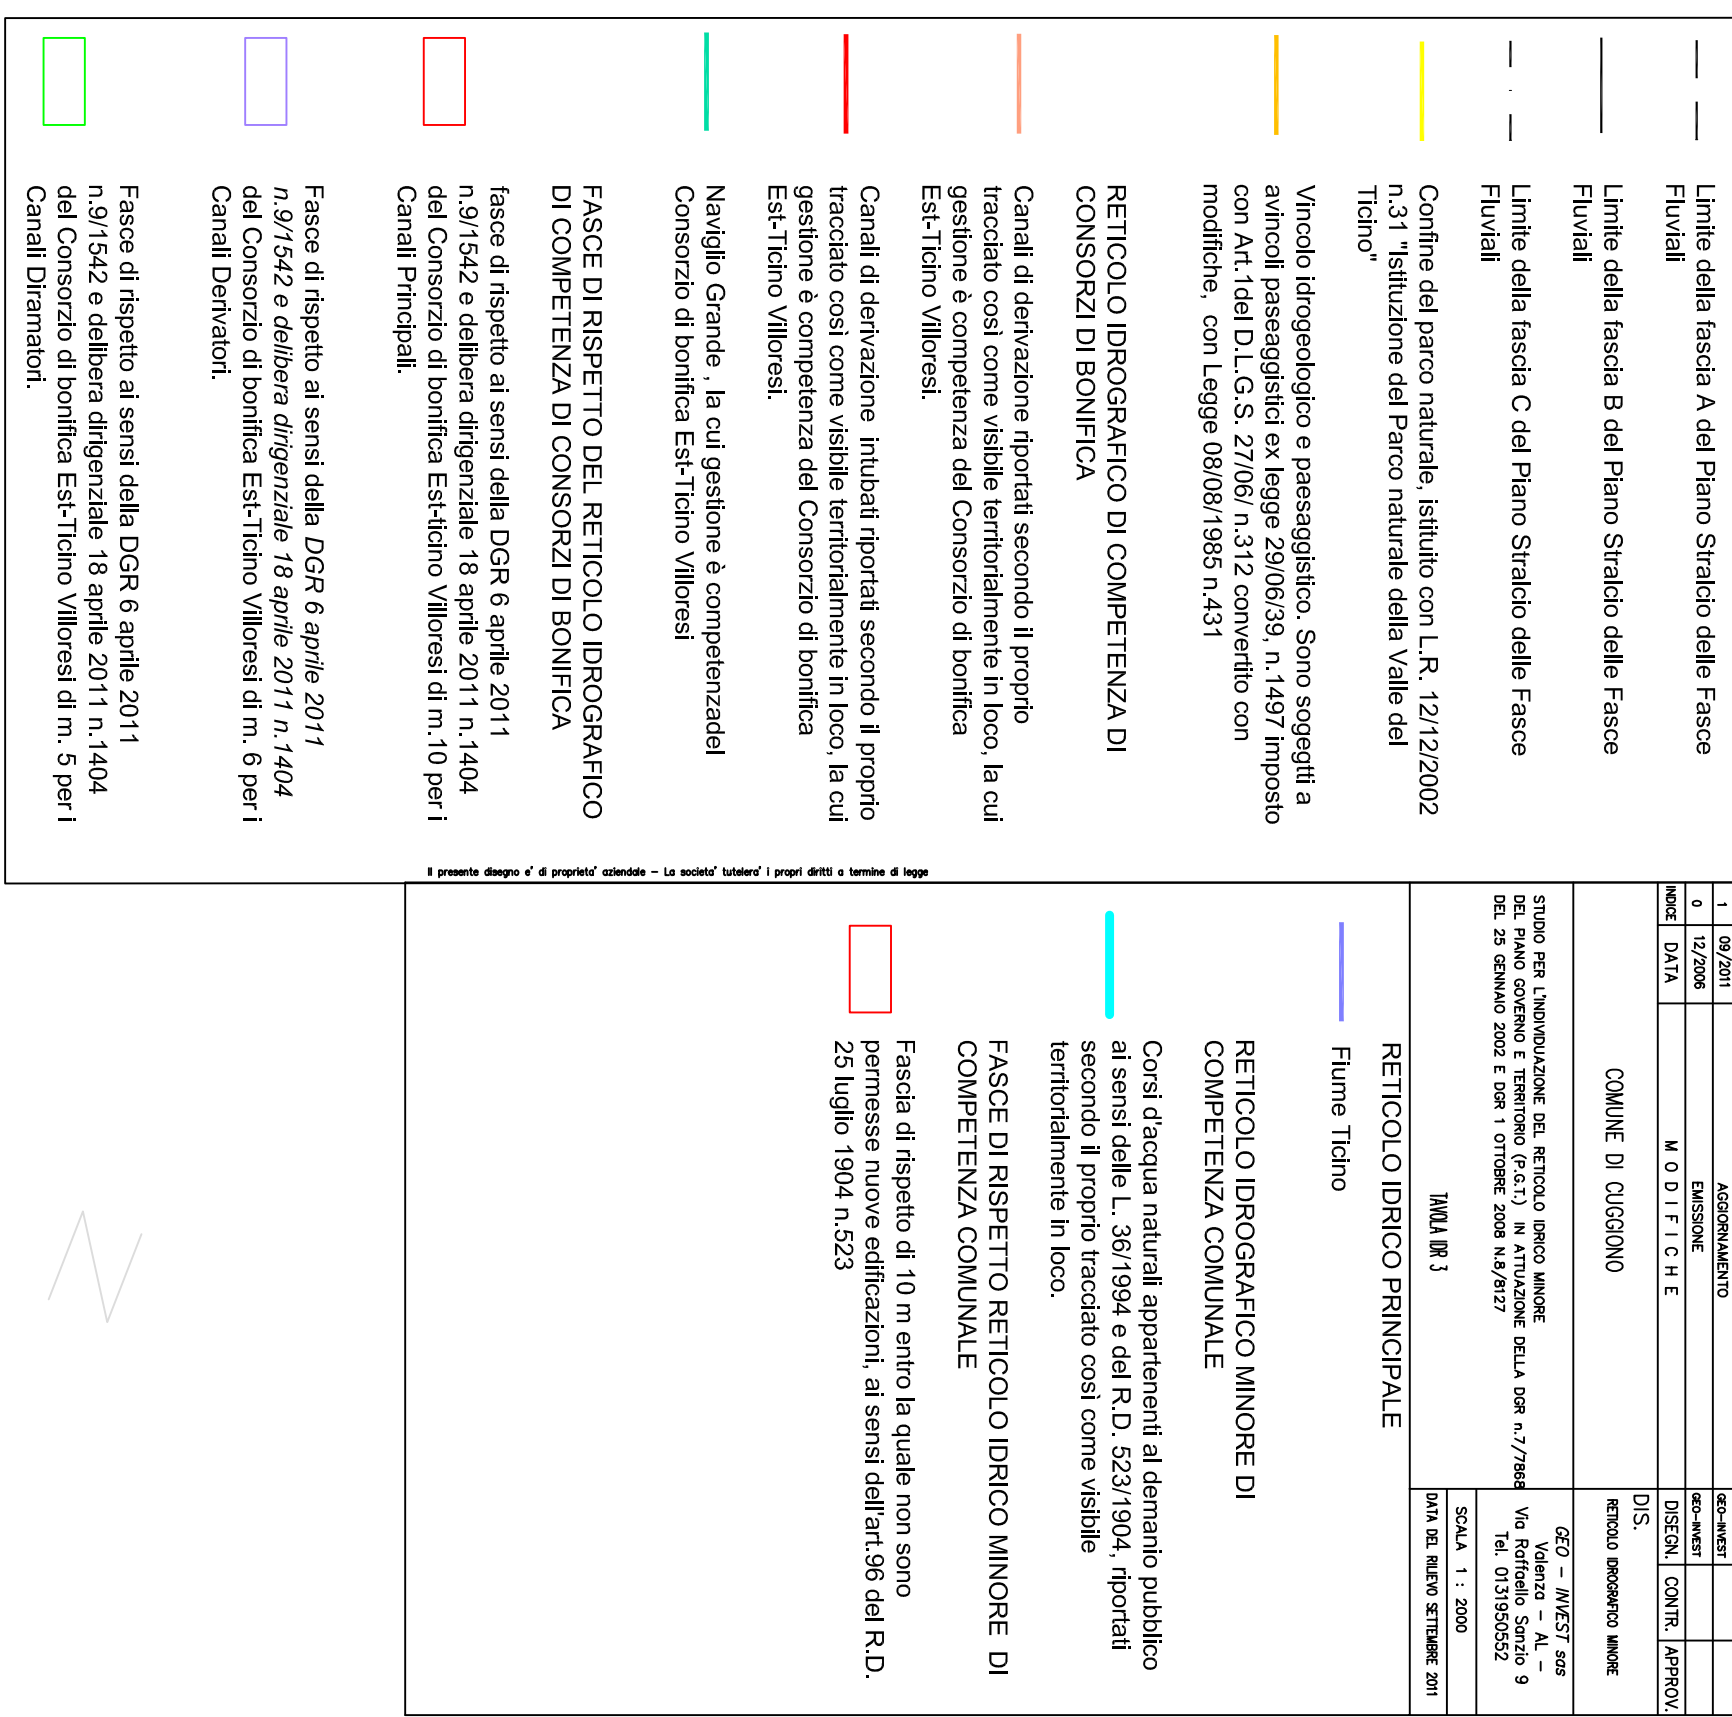 Limite della fascia A del Piano Stralcio delle Fasce
Fluviali
Limite della fascia B del Piano Stralcio delle Fasce
Fluviali
Limite della fascia C del Piano Stralcio delle Fasce
Fluviali
Confine del parco naturale, istituito con L.R. 12/12/2002
n.31 "Istituzione del Parco naturale della Valle del
Ticino"
Vincolo idrogeologico e paesaggistico. Sono sogegtti a
avincoli paseaggistici ex legge 29/06/39, n.1497 imposto
con Art.1del D.L.G.S. 27/06/ n.312 convertito con
modifiche, con Legge 08/08/1985 n.431
RETICOLO IDROGRAFICO DI COMPETENZA DI
CONSORZI DI BONIFICA
Canali di derivazione riportati secondo il proprio
tracciato così come visibile territorialmente in loco, la cui
gestione è competenza del Consorzio di bonifica
Est-Ticino Villoresi.
Canali di derivazione intubati riportati secondo il proprio
tracciato così come visibile territorialmente in loco, la cui
gestione è competenza del Consorzio di bonifica
Est-Ticino Villoresi.
Naviglio Grande , la cui gestione è competenzadel
Consorzio di bonifica Est-Ticino Villoresi
FASCE DI RISPETTO DEL RETICOLO IDROGRAFICO
DI COMPETENZA DI CONSORZI DI BONIFICA
fasce di rispetto ai sensi della DGR 6 aprile 2011
n.9/1542 e delibera dirigenziale 18 aprile 2011 n.1404
del Consorzio di bonifica Est-ticino Villoresi di m.10 per i
Canali Principali.
Fasce di rispetto ai sensi della DGR 6 aprile 2011
n.9/1542 e delibera dirigenziale 18 aprile 2011 n.1404
del Consorzio di bonifica Est-Ticino Villoresi di m. 6 per i
Canali Derivatori.
Fasce di rispetto ai sensi della DGR 6 aprile 2011
n.9/1542 e delibera dirigenziale 18 aprile 2011 n.1404
del Consorzio di bonifica Est-Ticino Villoresi di m. 5 per i
Canali Diramatori.
Il presente disegno e' di proprieta' aziendale – La societa' tutelera' i propri diritti a termine di legge
1 09/2011 AGGIORNAMENTO GEO-INVEST
0 12/2006 EMISSIONE GEO-INVEST
INDICE DATA M O D I F I C H E DISEGN. CONTR. APPROV.
COMUNE DI CUGGIONO
DIS.
RETICOLO IDROGRAFICO MINORE
STUDIO PER L'INDIVIDUAZIONE DEL RETICOLO IDRICO MINORE
DEL PIANO GOVERNO E TERRITORIO (P.G.T.) IN ATTUAZIONE DELLA DGR n.7/7868
DEL 25 GENNAIO 2002 E DGR 1 OTTOBRE 2008 N.8/8127
GEO – INVEST sas
Valenza – AL –
Via Raffaello Sanzio 9
Tel. 0131950552
TAVOLA IDR 3
SCALA 1 : 2000
DATA DEL RILIEVO SETTEMBRE 2011
RETICOLO IDRICO PRINCIPALE
Fiume Ticino
RETICOLO IDROGRAFICO MINORE DI
COMPETENZA COMUNALE
Corsi d'acqua naturali appartenenti al demanio pubblico
ai sensi delle L. 36/1994 e del R.D. 523/1904, riportati
secondo il proprio tracciato così come visibile
territorialmente in loco.
FASCE DI RISPETTO RETICOLO IDRICO MINORE DI
COMPETENZA COMUNALE
Fascia di rispetto di 10 m entro la quale non sono
permesse nuove edificazioni, ai sensi dell'art.96 del R.D.
25 luglio 1904 n.523